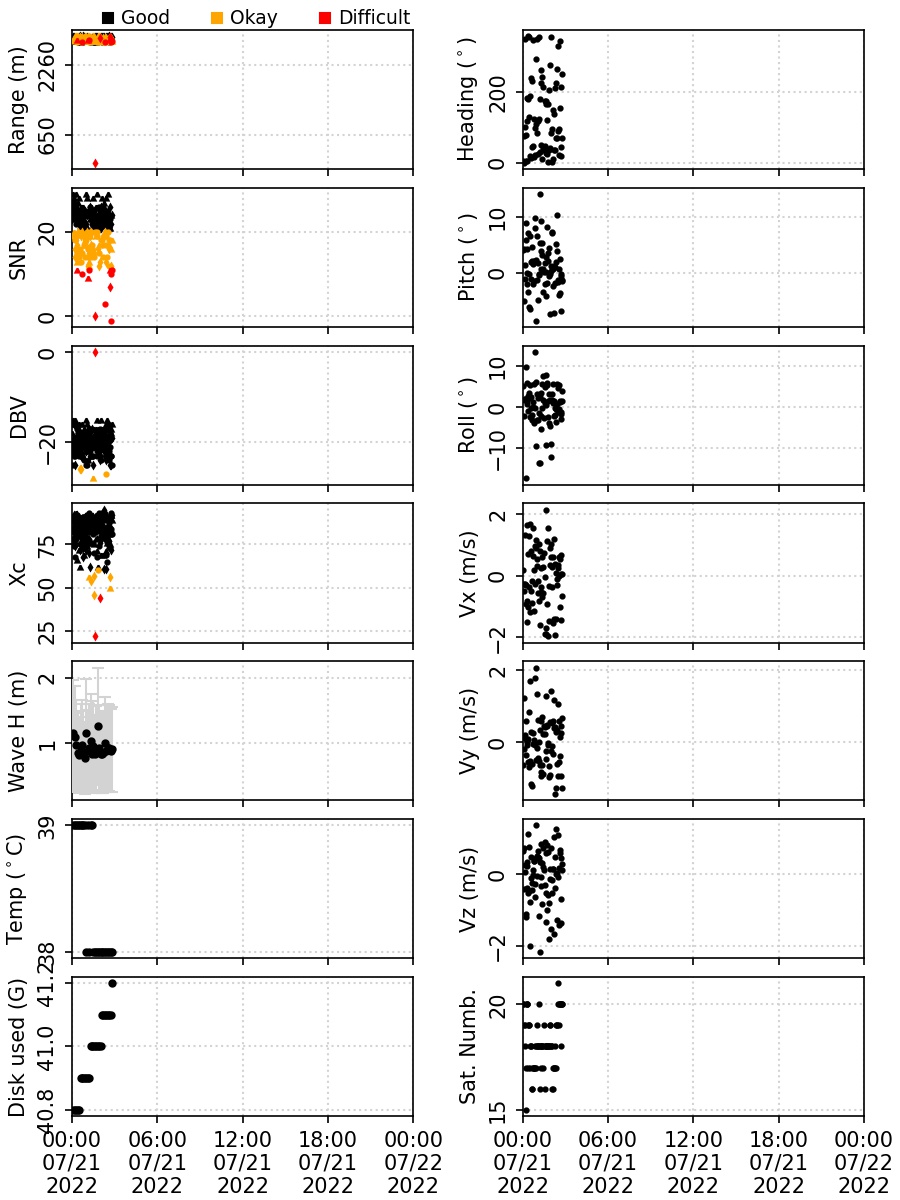 Good Okay Difficult
Range (m)
2260
650
Heading (°)
200
0
SNR
20
0
Pitch (°)
10
0
DBV
0
−20
Roll (°)
10
0
−10
Xc
75
50
25
Vx (m/s)
2
0
−2
Wave H (m)
2
1
Vy (m/s)
2
0
Temp (°C)
39
38
Vz (m/s)
0
−2
Disk used (G)
41.2
41.0
40.8
Sat. Numb.
20
15
00:00 06:00 12:00 18:00 00:00
07/21 07/21 07/21 07/21 07/22
2022 2022 2022 2022 2022
00:00 06:00 12:00 18:00 00:00
07/21 07/21 07/21 07/21 07/22
2022 2022 2022 2022 2022